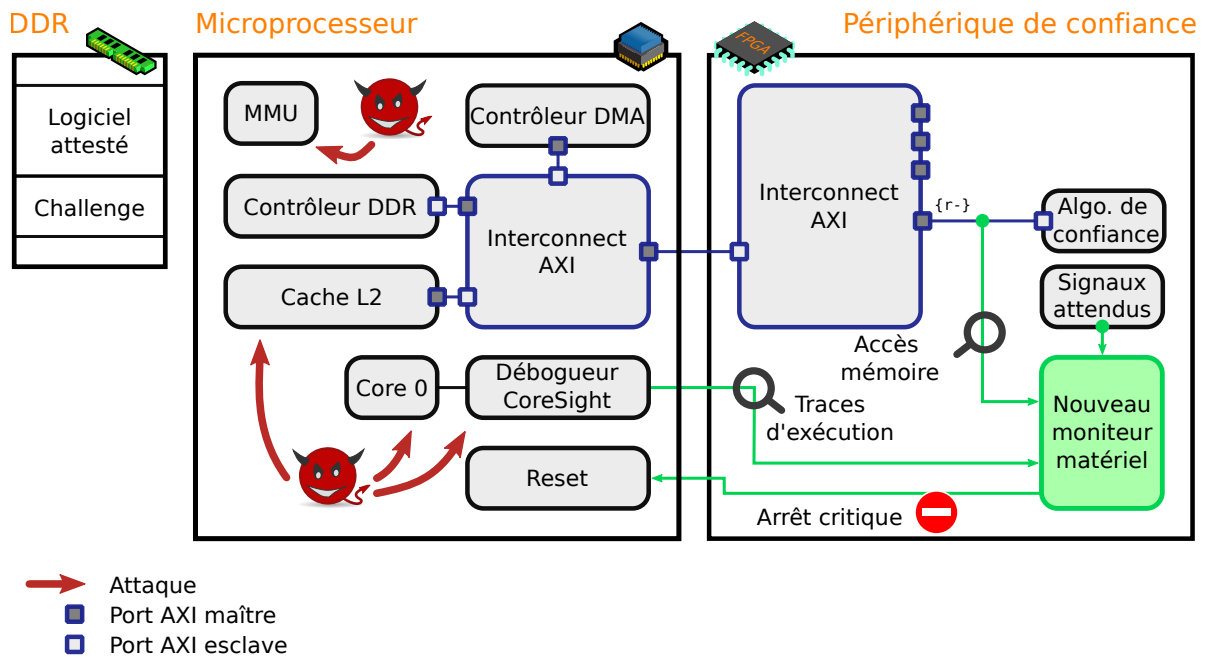 DDR
Microprocesseur
Périphérique de confiance
FPGA
Logiciel
attesté
Challenge
MMU
Contrôleur DMA
Contrôleur DDR
Interconnect
AXI
Cache L2
Core 0
Débogueur
CoreSight
Reset
Interconnect
AXI
{r-}
Algo. de
confiance
Signaux
attendus
Accès
mémoire
Traces
d'exécution
Nouveau
moniteur
matériel
Arrêt critique
Attaque
Port AXI maître
Port AXI esclave